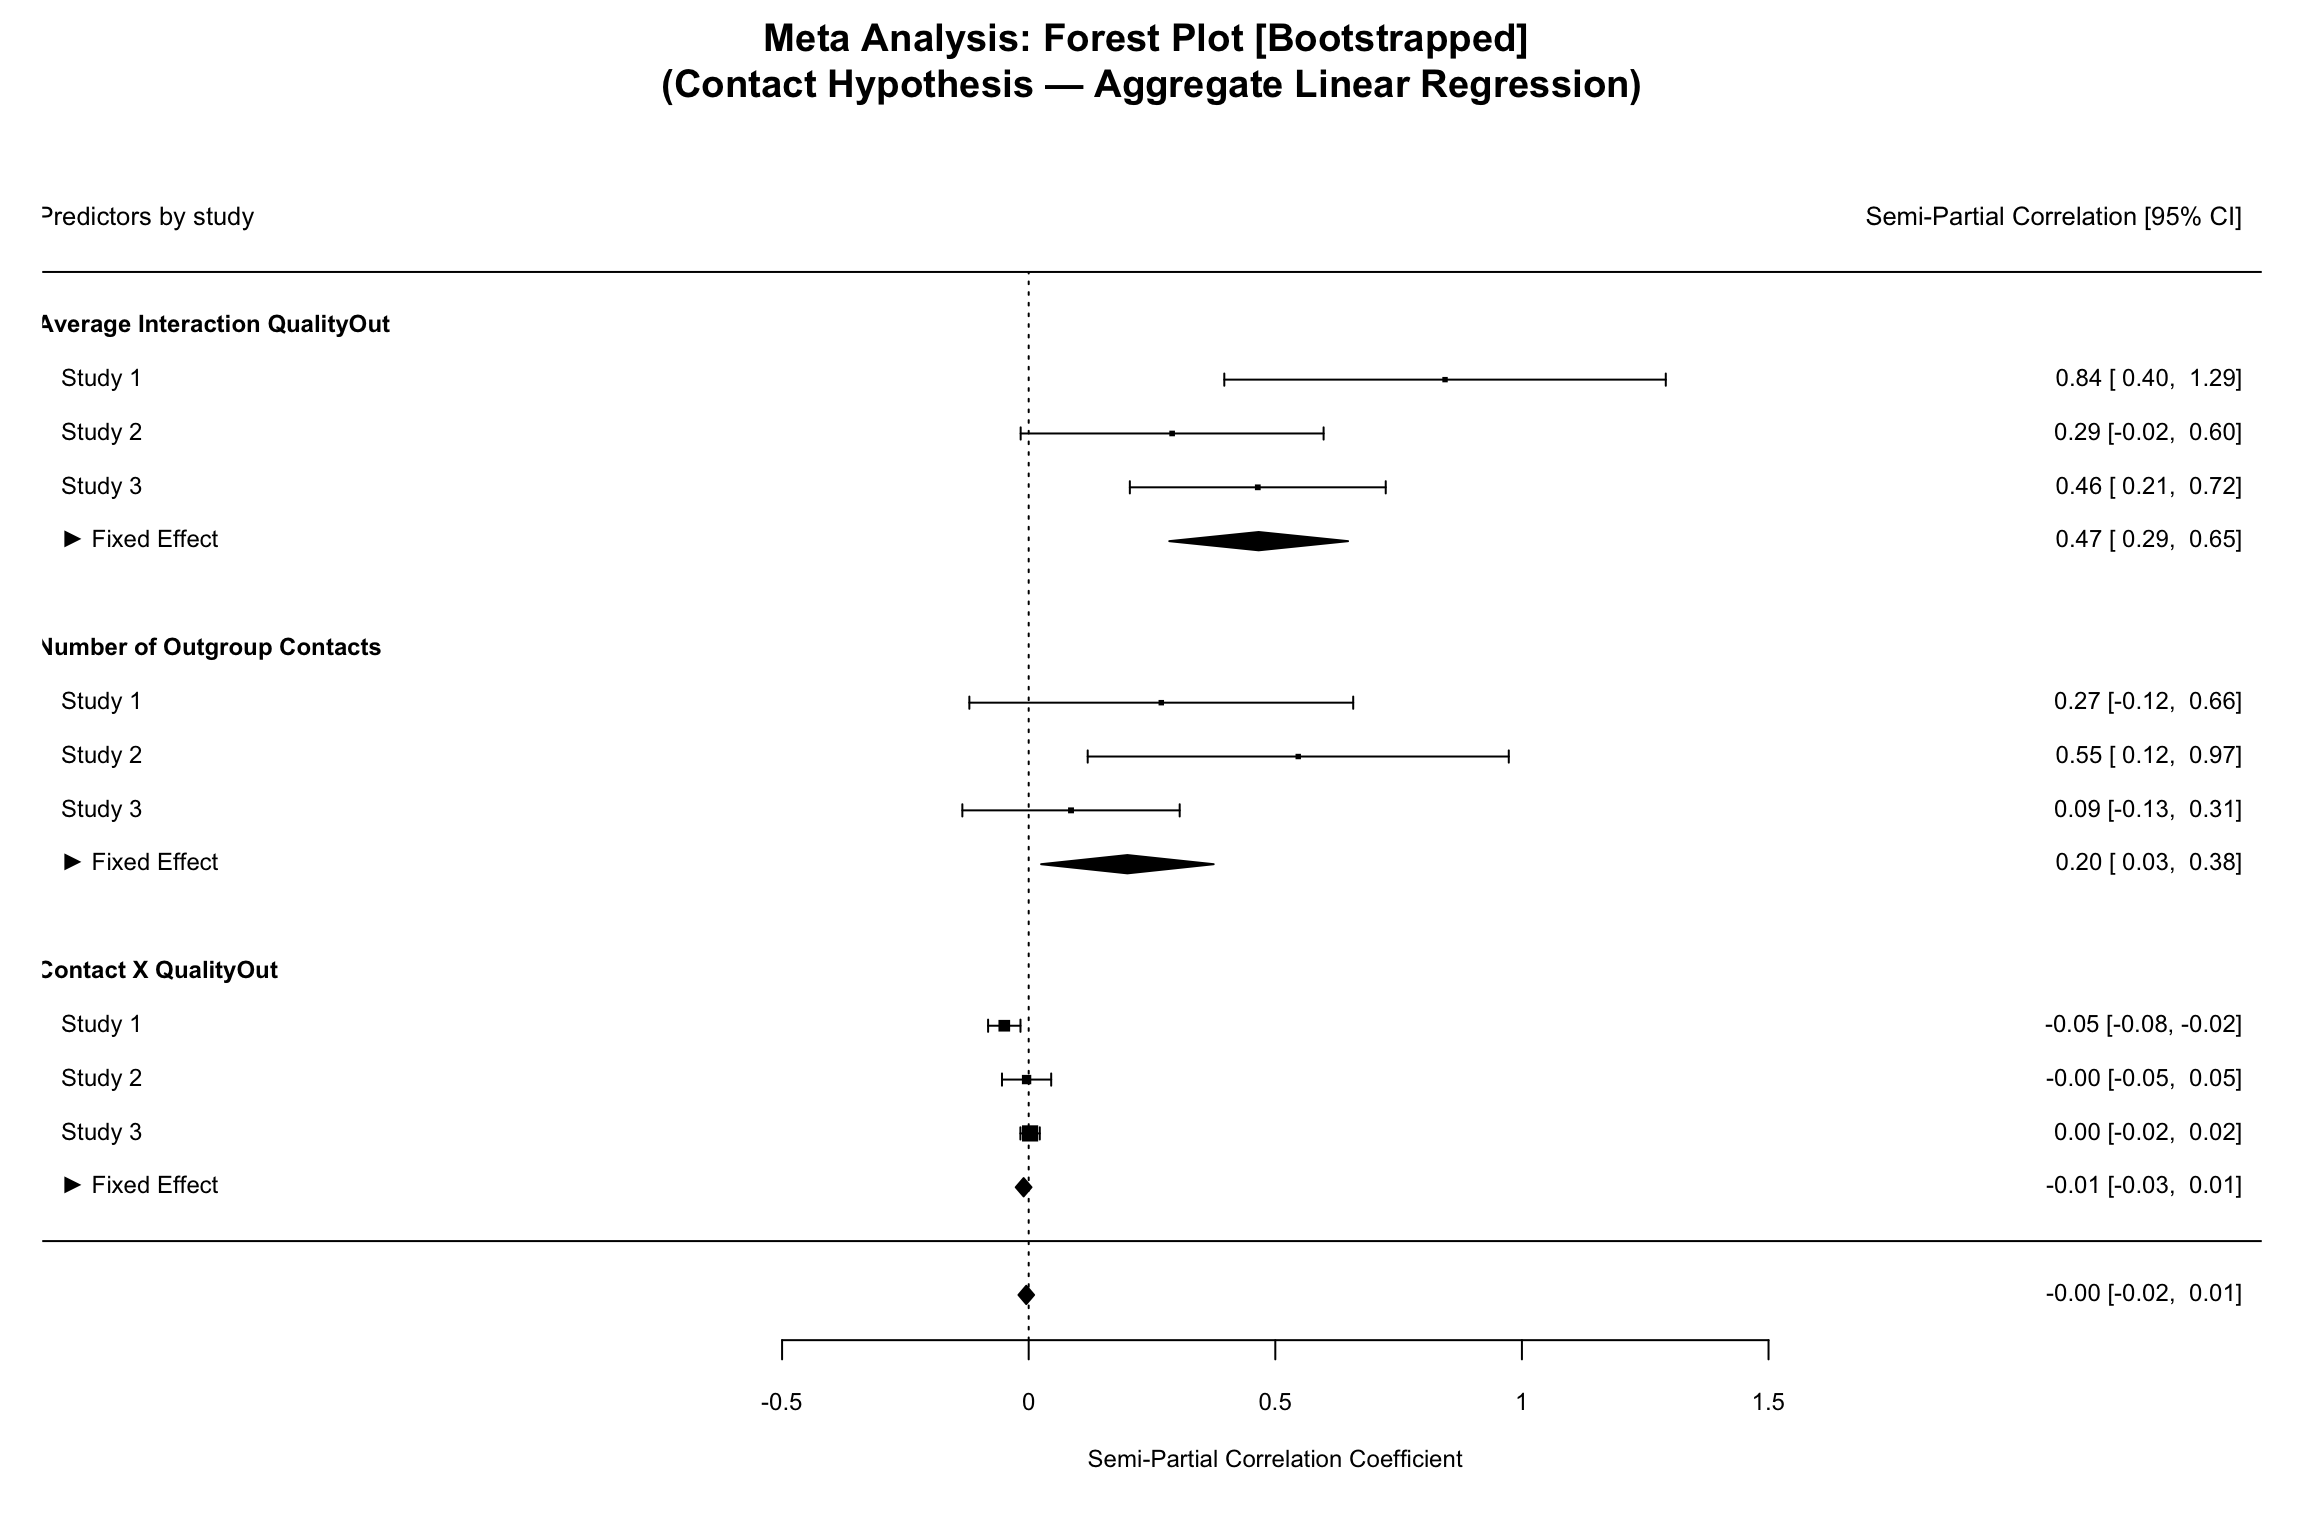 Meta Analysis: Forest Plot [Bootstrapped]
(Contact Hypothesis — Aggregate Linear Regression)
Predictors by study Semi-Partial Correlation [95% CI]
Average Interaction QualityOut
Study 1 0.84 [ 0.40, 1.29]
Study 2 0.29 [-0.02, 0.60]
Study 3 0.46 [ 0.21, 0.72]
► Fixed Effect 0.47 [ 0.29, 0.65]
Number of Outgroup Contacts
Study 1 0.27 [-0.12, 0.66]
Study 2 0.55 [ 0.12, 0.97]
Study 3 0.09 [-0.13, 0.31]
► Fixed Effect 0.20 [ 0.03, 0.38]
Contact X QualityOut
Study 1 -0.05 [-0.08, -0.02]
Study 2 -0.00 [-0.05, 0.05]
Study 3 0.00 [-0.02, 0.02]
► Fixed Effect -0.01 [-0.03, 0.01]
-0.00 [-0.02, 0.01]
-0.5 0 0.5 1 1.5
Semi-Partial Correlation Coefficient